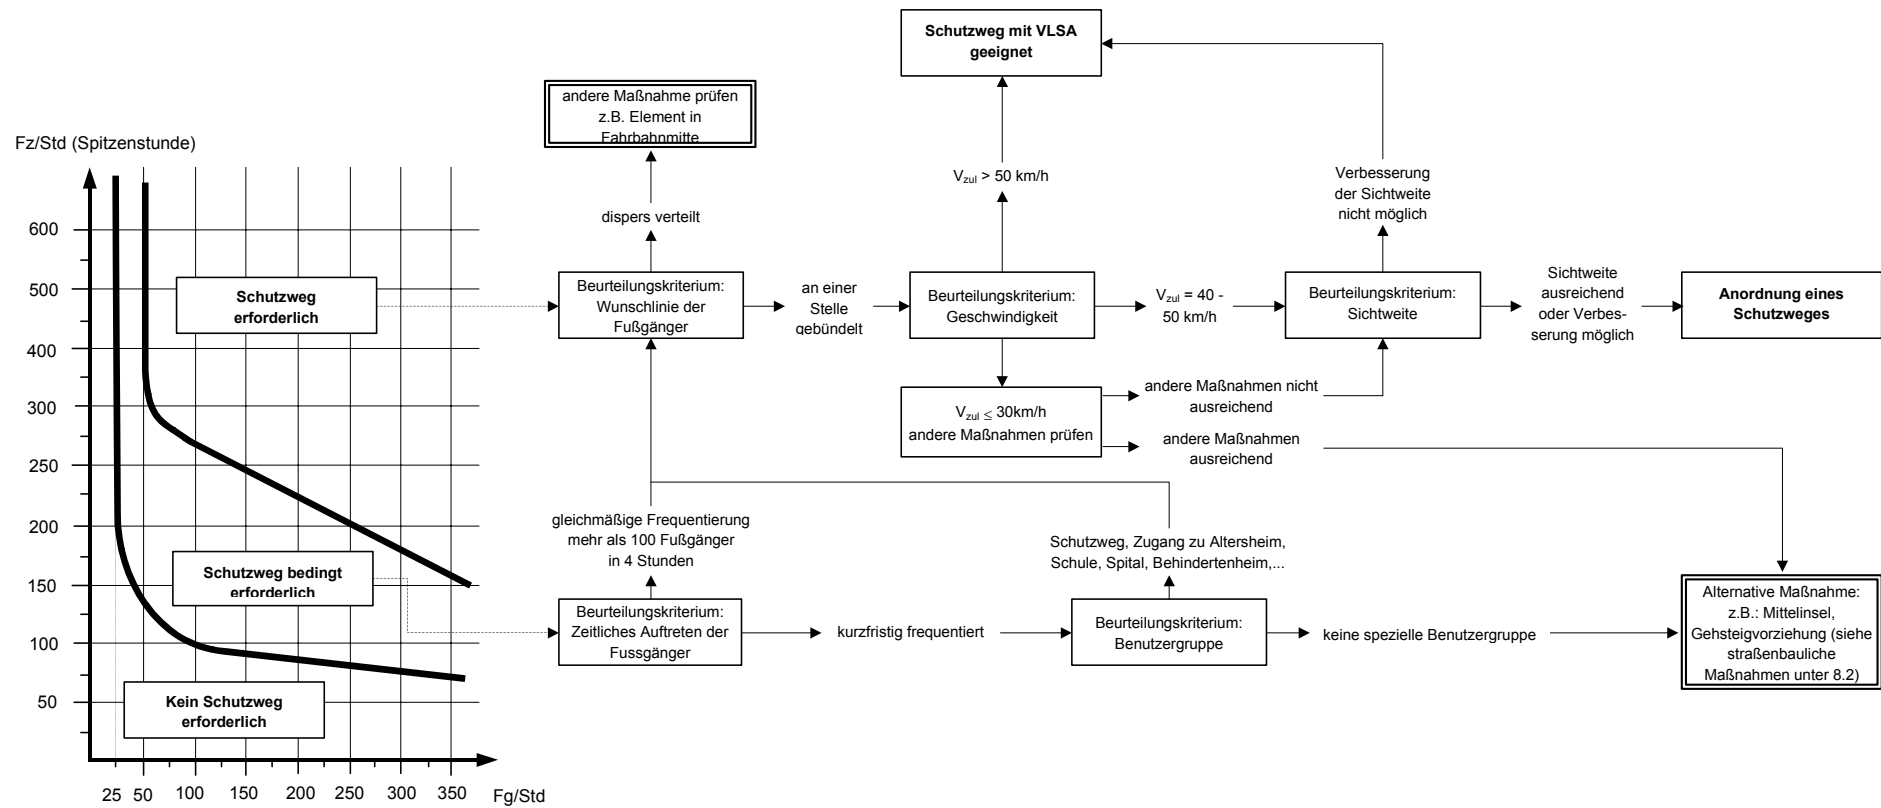 Schutzweg mit VLSA
geeignet
andere Maßnahme prüfen
z.B. Element in
Fahrbahnmitte
Fz/Std (Spitzenstunde)
600
500
400
300
250
200
150
100
50
25
50
100
150
200
250
300
350
Fg/Std
Schutzweg
erforderlich
Schutzweg bedingt
erforderlich
Kein Schutzweg
erforderlich
dispers verteilt
Beurteilungskriterium:
Wunschlinie der
Fußgänger
an einer
Stelle
gebündelt
Vzul > 50 km/h
Beurteilungskriterium:
Geschwindigkeit
Vzul = 40 -
50 km/h
Verbesserung
der Sichtweite
nicht möglich
Beurteilungskriterium:
Sichtweite
Sichtweite
ausreichend
oder Verbes-
serung möglich
Anordnung eines
Schutzweges
Vzul ≤ 30km/h
andere Maßnahmen prüfen
andere Maßnahmen nicht
ausreichend
andere Maßnahmen
ausreichend
gleichmäßige Frequentierung
mehr als 100 Fußgänger
in 4 Stunden
Schutzweg, Zugang zu Altersheim,
Schule, Spital, Behindertenheim,...
Beurteilungskriterium:
Zeitliches Auftreten der
Fussgänger
kurzfristig frequentiert
Beurteilungskriterium:
Benutzergruppe
keine spezielle Benutzergruppe
Alternative Maßnahme:
z.B.: Mittelinsel,
Gehsteigvorziehung (siehe
straßenbauliche
Maßnahmen unter 8.2)